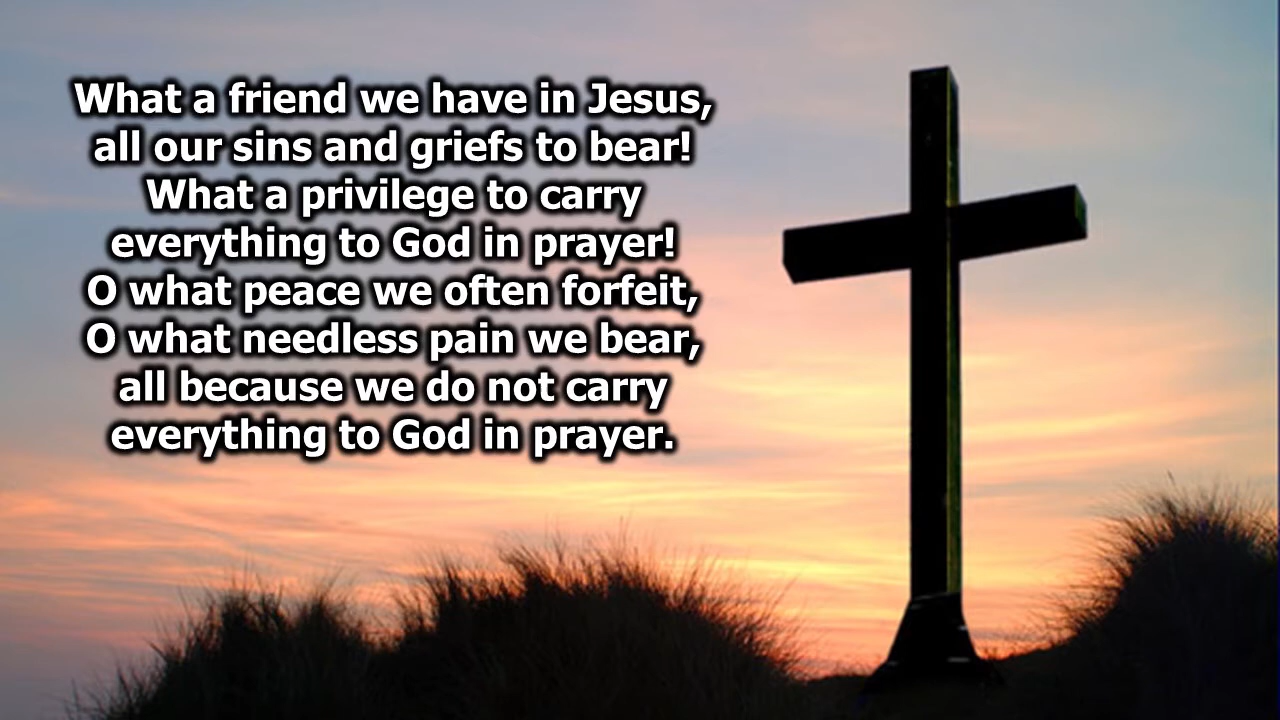 What a friend we have in Jesus,
all our sins and griefs to bear!
What a privilege to carry
everything to God in prayer!
O what peace we often forfeit,
O what needless pain we bear,
all because we do not carry
everything to God in prayer.